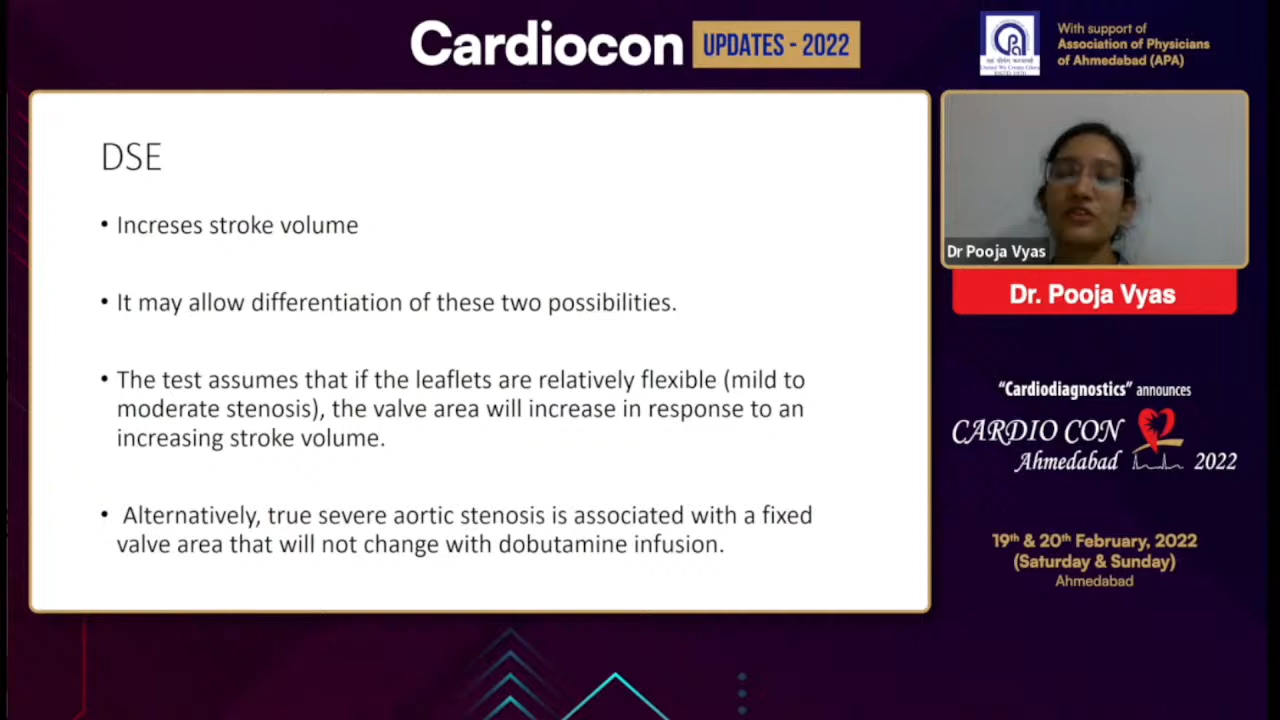 Cardiocon UPDATES - 2022
With support of
Association of Physicians
of Ahmedabad (APA)
DSE
• Increses stroke volume
• It may allow differentiation of these two possibilities.
• The test assumes that if the leaflets are relatively flexible (mild to
moderate stenosis), the valve area will increase in response to an
increasing stroke volume.
• Alternatively, true severe aortic stenosis is associated with a fixed
valve area that will not change with dobutamine infusion.
Dr Pooja Vyas
Dr. Pooja Vyas
“Cardiodiagnostics” announces
CARDIO CON
Ahmedabad 2022
19th & 20th February, 2022
(Saturday & Sunday)
Ahmedabad